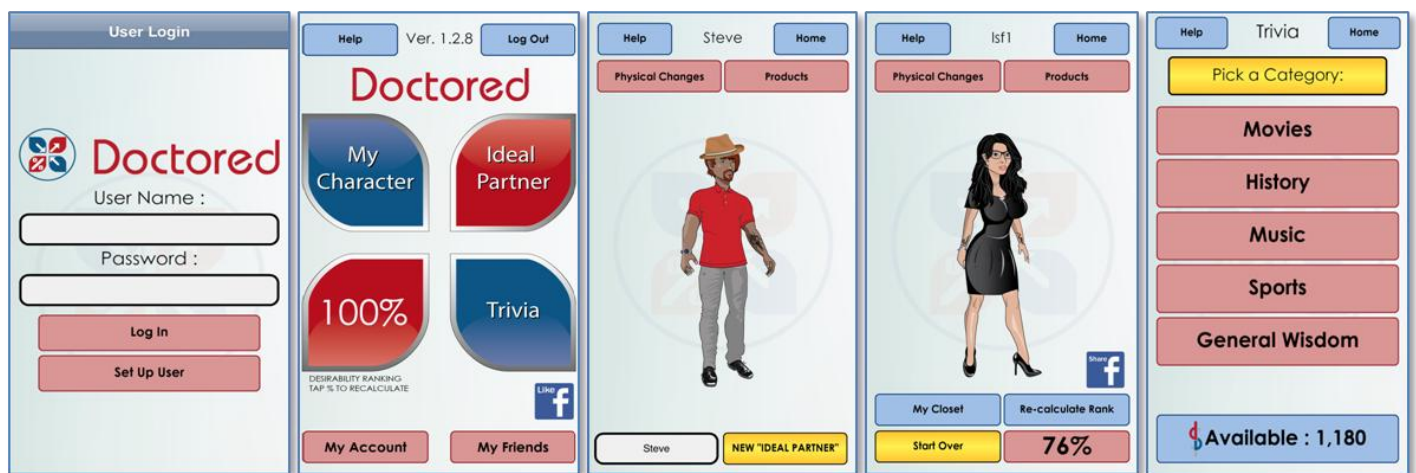 User Login
Doctored
User Name :
Password :
Log In
Set Up User
Help
Ver. 1.2.8
Log Out
Doctored
My
Character
Ideal
Partner
100%
Trivia
DESIRABILITY RANKING
TAP % TO RECALCULATE
Like
f
My Account
My Friends
Help
Steve
Home
Physical Changes
Products
Steve
NEW "IDEAL PARTNER"
Help
lsf1
Home
Physical Changes
Products
Share
f
My Closet
Re-calculate Rank
Start Over
76%
Help
Trivia
Home
Pick a Category:
Movies
History
Music
Sports
General Wisdom
Available : 1,180